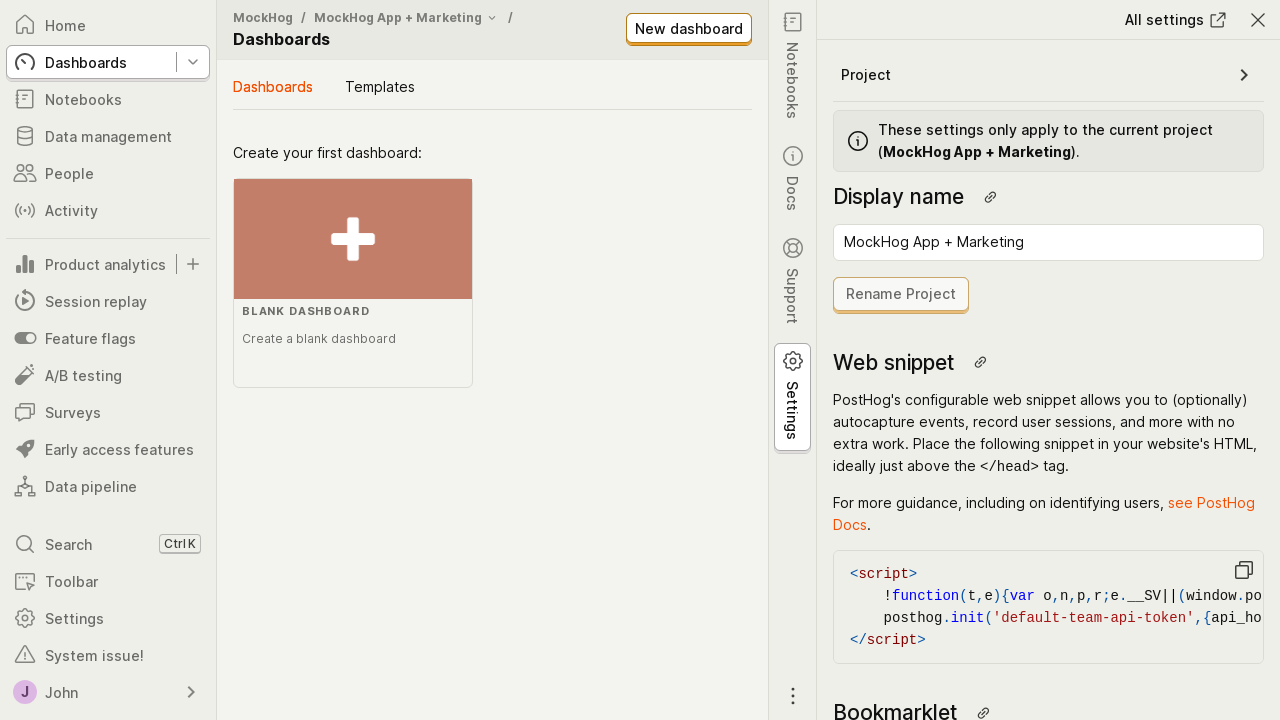 Home
Dashboards
Notebooks
Data management
People
Activity
Product analytics
Session replay
Feature flags
A/B testing
Surveys
Early access features
Data pipeline
Search Ctrl K
Toolbar
Settings
System issue!
J John
MockHog / MockHog App + Marketing /
Dashboards
New dashboard
Dashboards Templates
Create your first dashboard:
BLANK DASHBOARD
Create a blank dashboard
Notebooks
Docs
Support
Settings
All settings
Project
These settings only apply to the current project
(MockHog App + Marketing).
Display name
MockHog App + Marketing
Rename Project
Web snippet
PostHog's configurable web snippet allows you to (optionally)
autocapture events, record user sessions, and more with no
extra work. Place the following snippet in your website's HTML,
ideally just above the </head> tag.
For more guidance, including on identifying users, see PostHog
Docs.
<script>
!function(t,e){var o,n,p,r;e.__SV||(window.po
posthog.init('default-team-api-token',{api_ho
</script>
Bookmarklet